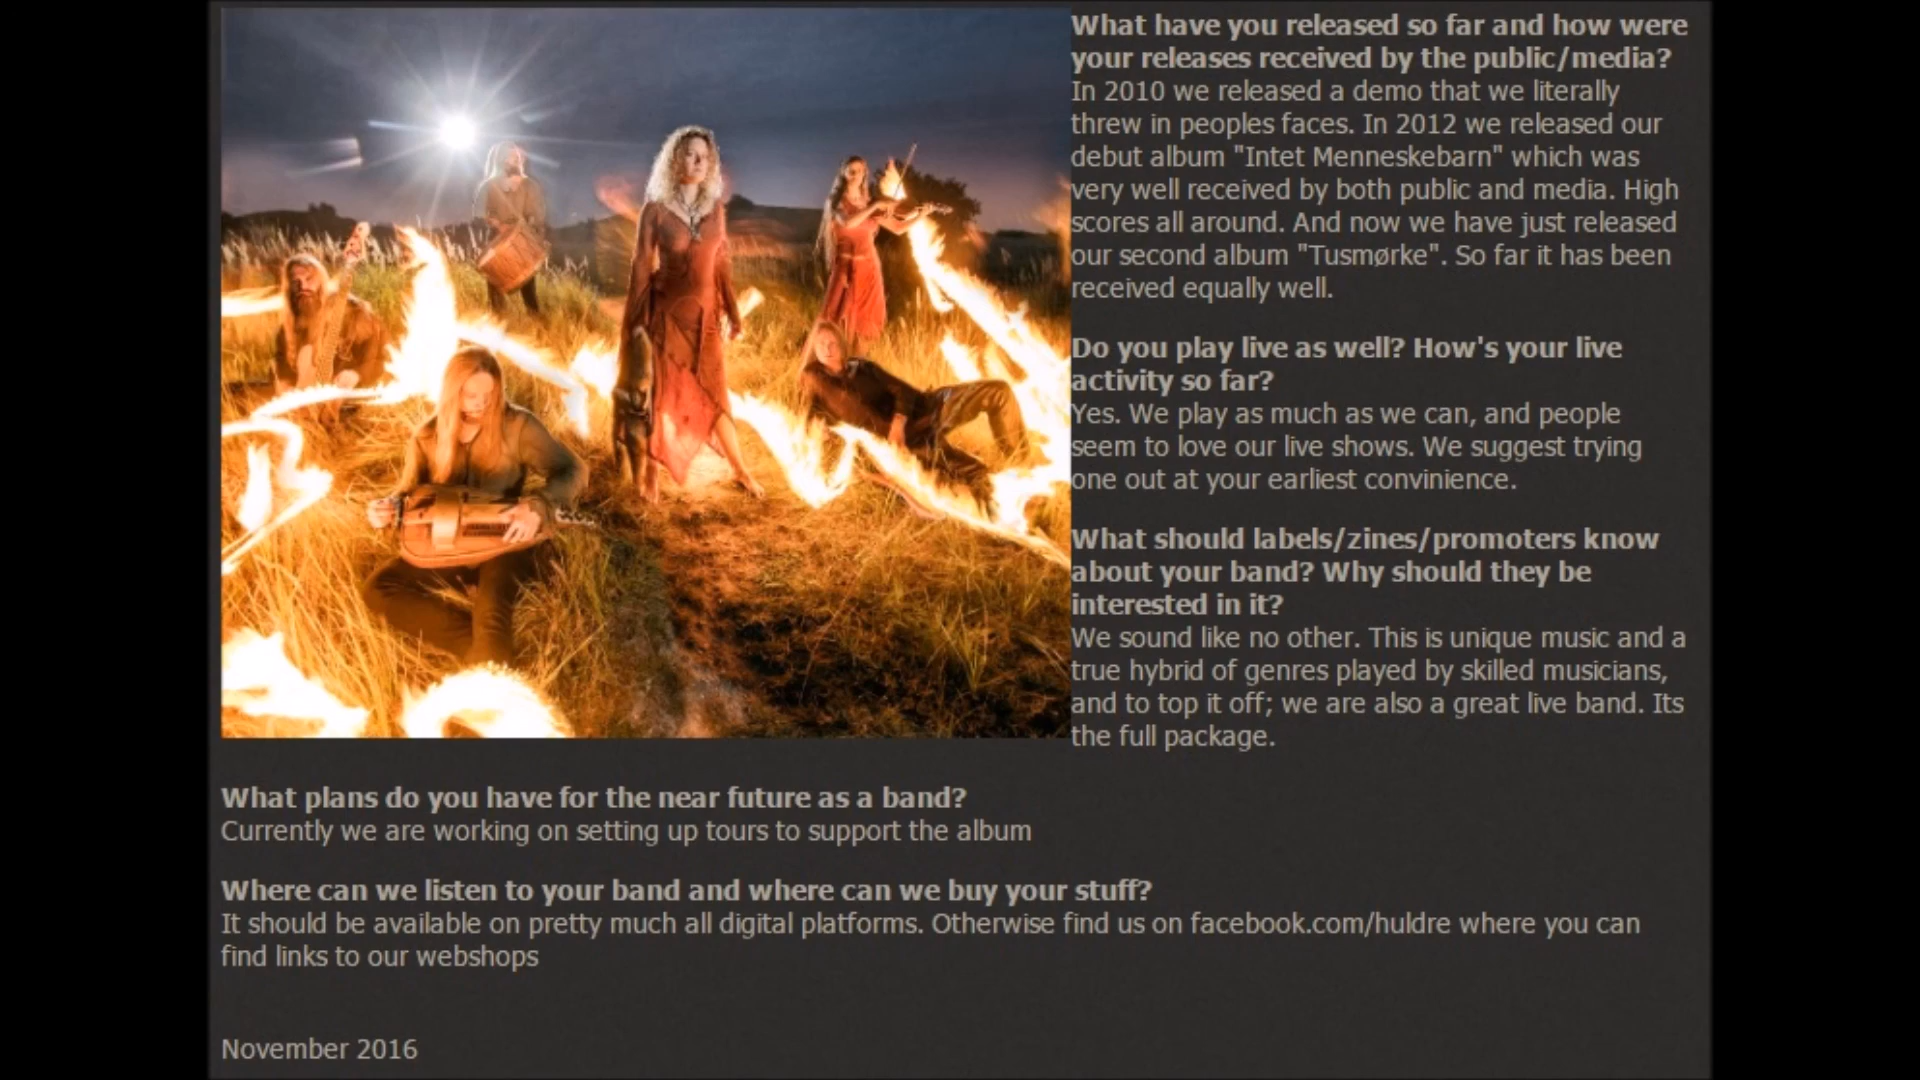 What have you released so far and how were
your releases received by the public/media?
In 2010 we released a demo that we literally
threw in peoples faces. In 2012 we released our
debut album "Intet Menneskebarn" which was
very well received by both public and media. High
scores all around. And now we have just released
our second album "Tusmørke". So far it has been
received equally well.
Do you play live as well? How's your live
activity so far?
Yes. We play as much as we can, and people
seem to love our live shows. We suggest trying
one out at your earliest convinience.
What should labels/zines/promoters know
about your band? Why should they be
interested in it?
We sound like no other. This is unique music and a
true hybrid of genres played by skilled musicians,
and to top it off; we are also a great live band. Its
the full package.
What plans do you have for the near future as a band?
Currently we are working on setting up tours to support the album
Where can we listen to your band and where can we buy your stuff?
It should be available on pretty much all digital platforms. Otherwise find us on facebook.com/huldre where you can
find links to our webshops
November 2016